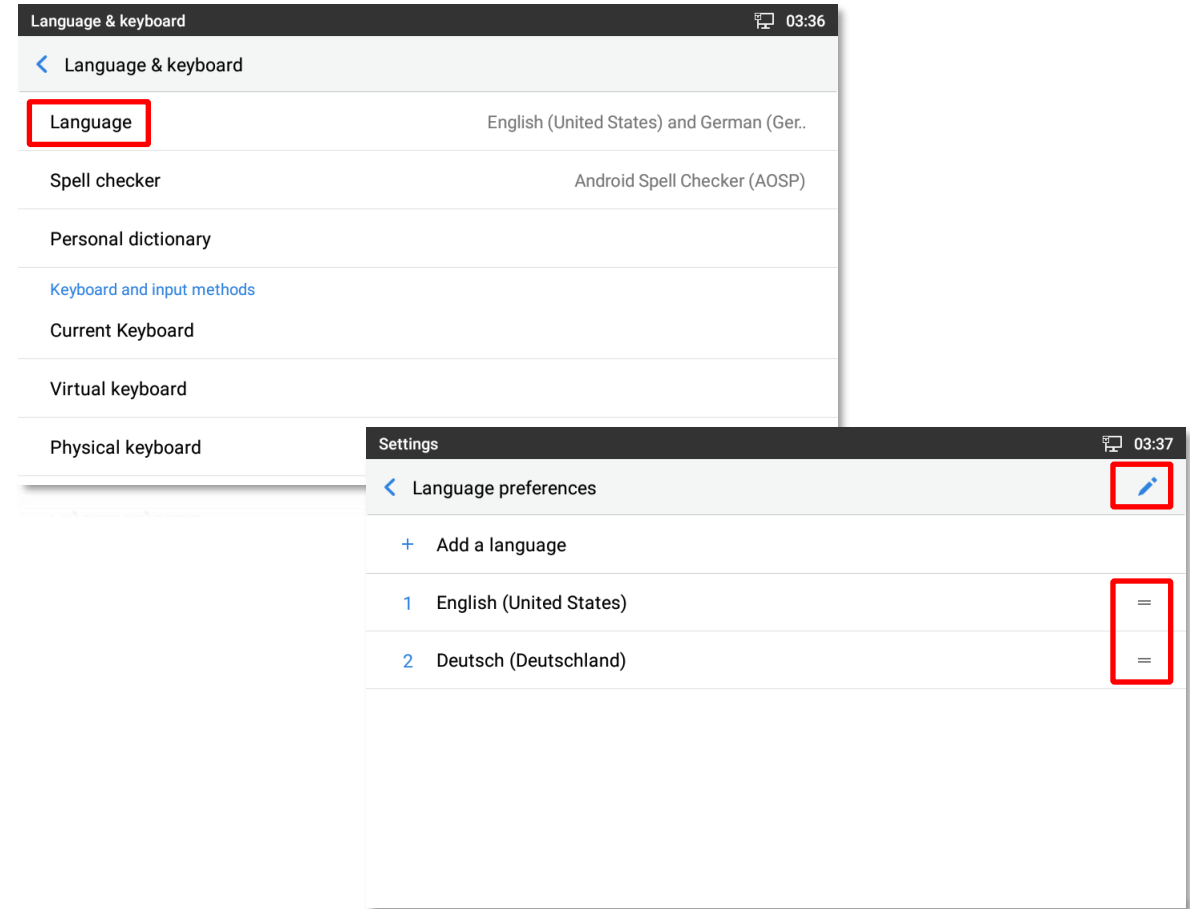 Language & keyboard 03:36
Language & keyboard
Language English (United States) and German (Ger..
Spell checker Android Spell Checker (AOSP)
Personal dictionary
Keyboard and input methods
Current Keyboard
Virtual keyboard
Physical keyboard
Settings 03:37
Language preferences
+ Add a language
1 English (United States)
2 Deutsch (Deutschland)